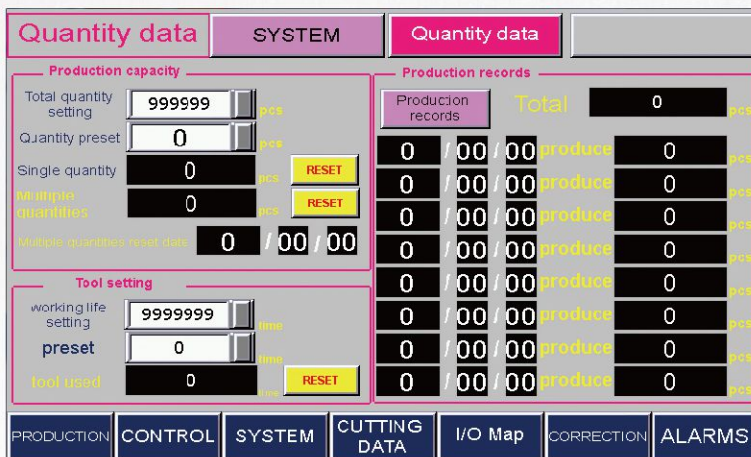 Quantity data SYSTEM Quantity data
Production capacity
Total quantity
setting 999999 pcs
Quantity preset 0 pcs
Single quantity 0 pcs RESET
Multiple
quantities 0 pcs RESET
Multiple quantities reset date 0 / 00 / 00
Tool setting
working life
setting 9999999 time
preset 0 time
tool used 0 time RESET
Production records
Production
records Total 0 pcs
0 / 00 / 00 produce 0 pcs
0 / 00 / 00 produce 0 pcs
0 / 00 / 00 produce 0 pcs
0 / 00 / 00 produce 0 pcs
0 / 00 / 00 produce 0 pcs
0 / 00 / 00 produce 0 pcs
0 / 00 / 00 produce 0 pcs
0 / 00 / 00 produce 0 pcs
PRODUCTION CONTROL SYSTEM CUTTING
DATA I/O Map CORRECTION ALARMS